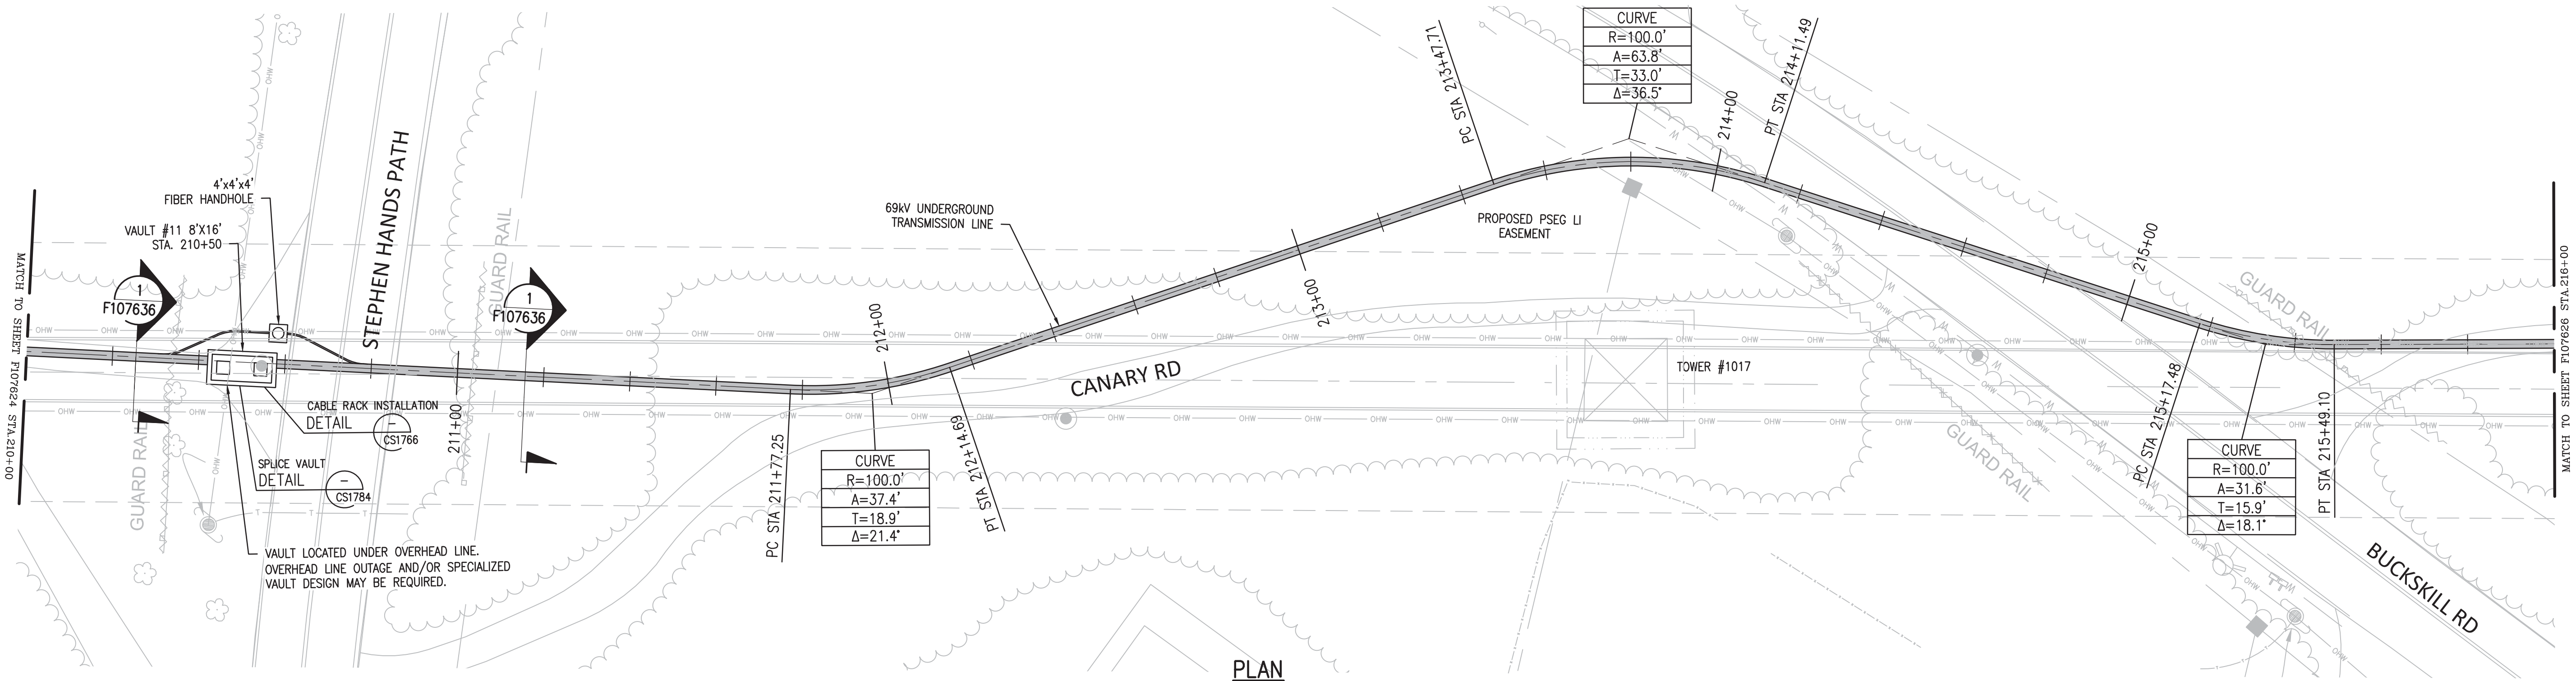 MATCH TO SHEET F107624 STA.210+00
4'x4'x4'
FIBER HANDHOLE
VAULT #11 8'X16'
STA. 210+50
1
F107636
GUARD RAIL
STEPHEN HANDS PATH
GUARD RAIL
1
F107636
CABLE RACK INSTALLATION
DETAIL
–
CS1766
SPLICE VAULT
DETAIL
–
CS1784
VAULT LOCATED UNDER OVERHEAD LINE.
OVERHEAD LINE OUTAGE AND/OR SPECIALIZED
VAULT DESIGN MAY BE REQUIRED.
211+00
PC STA 211+77.25
212+00
CURVE
R=100.0'
A=37.4'
T=18.9'
Δ=21.4°
PT STA 212+14.69
69kV UNDERGROUND
TRANSMISSION LINE
CANARY RD
213+00
PC STA 213+47.71
CURVE
R=100.0'
A=63.8'
T=33.0'
Δ=36.5°
PROPOSED PSEG LI
EASEMENT
214+00
PT STA 214+11.49
TOWER #1017
GUARD RAIL
215+00
PC STA 215+17.48
GUARD RAIL
CURVE
R=100.0'
A=31.6'
T=15.9'
Δ=18.1°
PT STA 215+49.10
BUCKSKILL RD
MATCH TO SHEET F107626 STA.216+00
PLAN